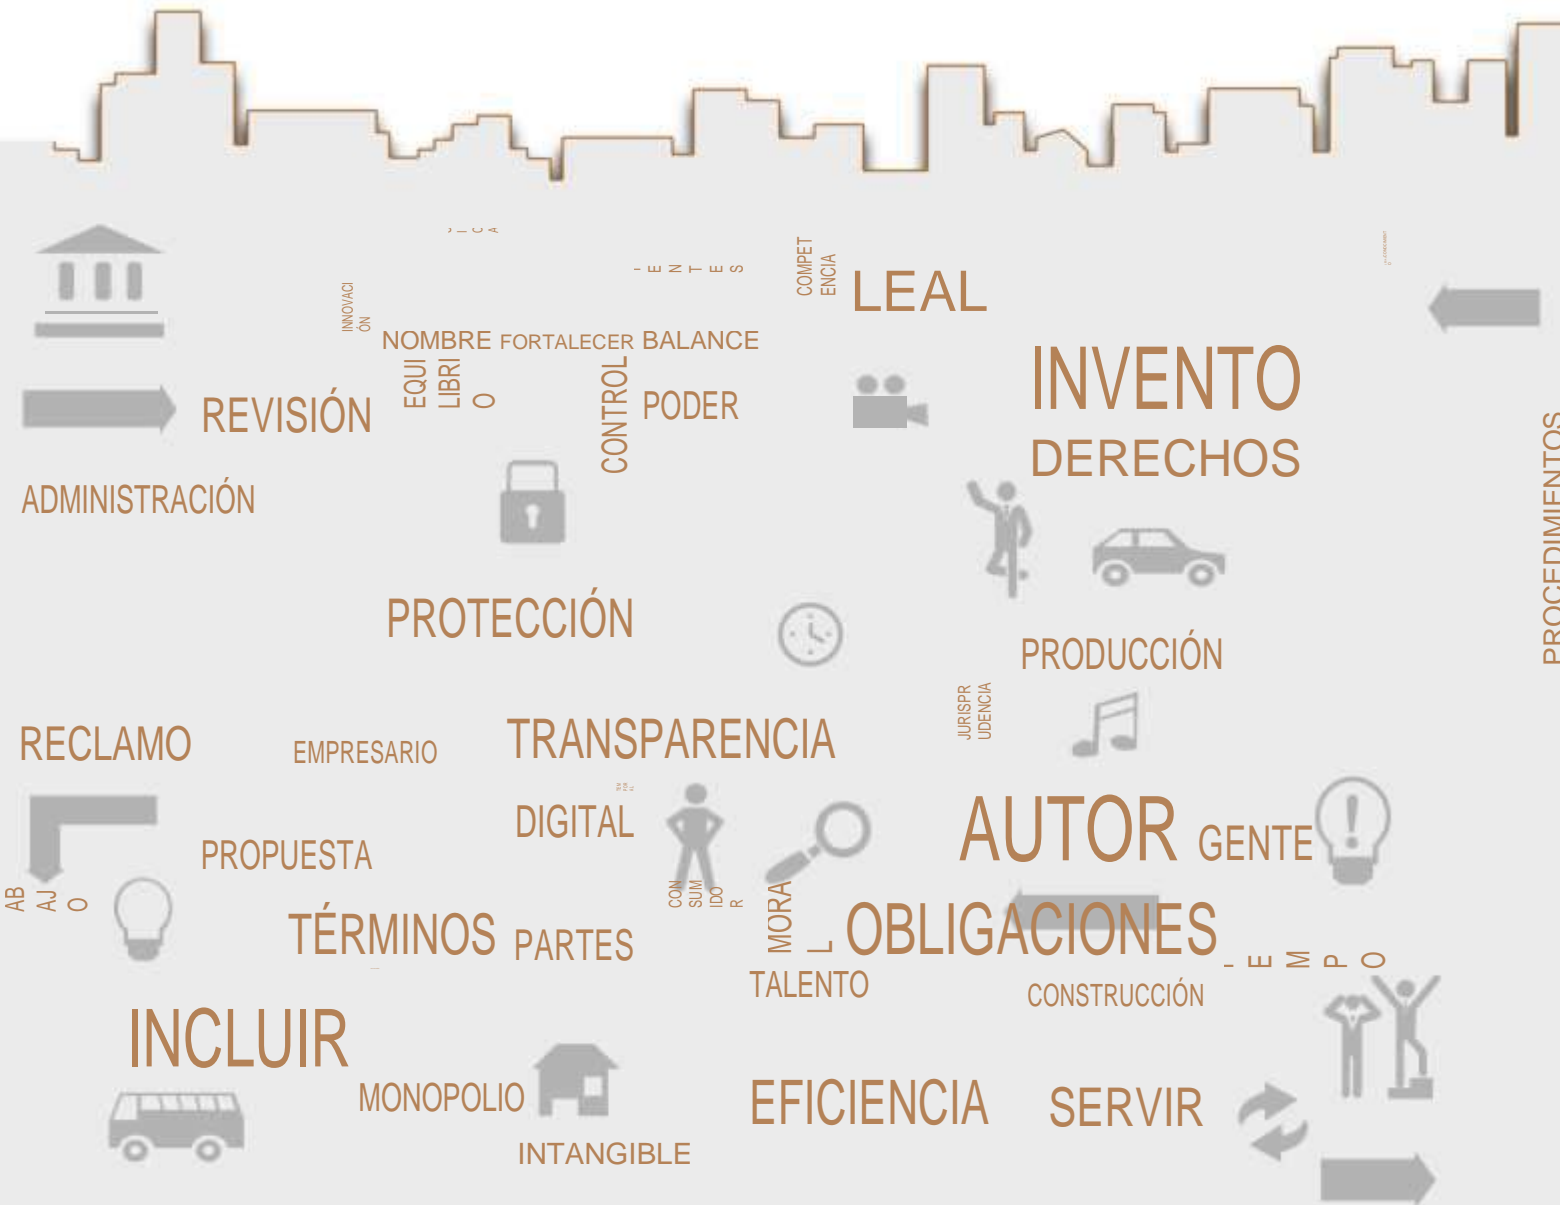 COMPET
ENCIA
LEAL
INNOVACI
ÓN
NOMBRE FORTALECER BALANCE
INVENTO
EQUI
LIBRI
O
CONTROL
PODER
REVISIÓN
DERECHOS
PROCEDIMIENTOS
ADMINISTRACIÓN
PROTECCIÓN
PRODUCCIÓN
JURISPR
UDENCIA
RECLAMO
EMPRESARIO
TRANSPARENCIA
DIGITAL
AUTOR
GENTE
PROPUESTA
AB
AJ
O
CON
SUM
IDO
R
MORA
L
OBLIGACIONES
TÉRMINOS
PARTES
E M P O
TALENTO
CONSTRUCCIÓN
INCLUIR
MONOPOLIO
EFICIENCIA
SERVIR
INTANGIBLE